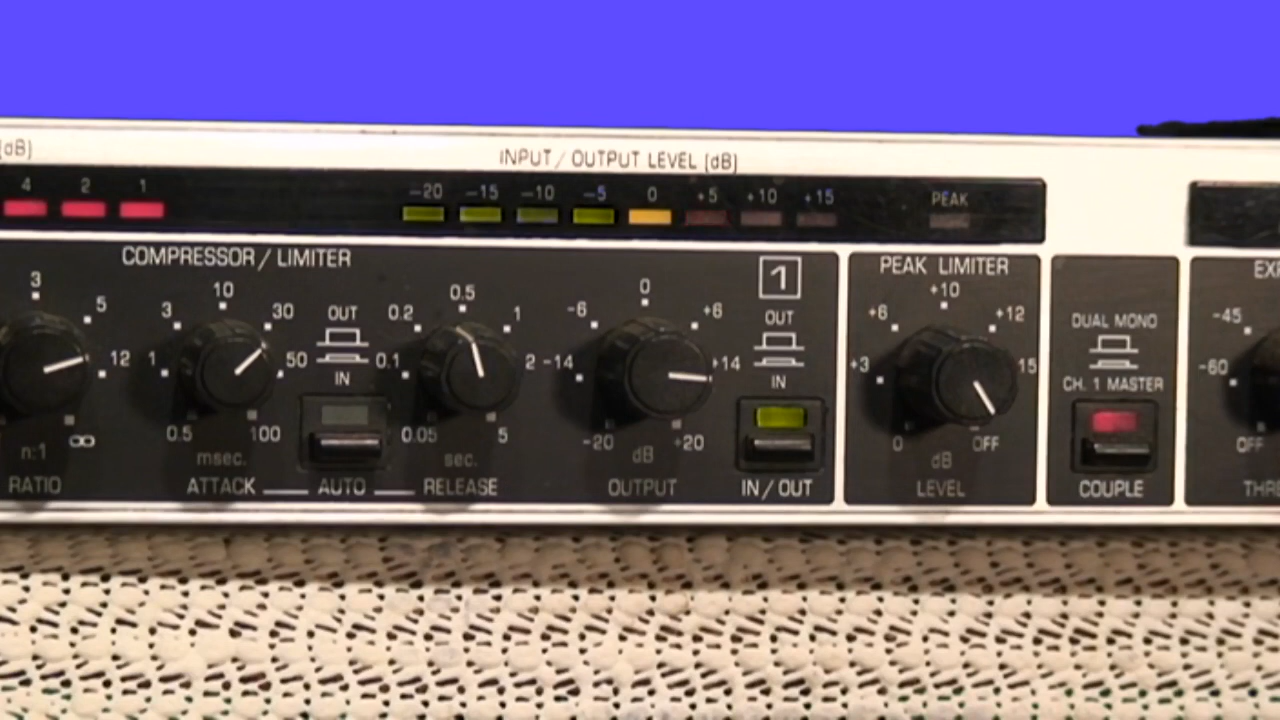 (dB)
INPUT/OUTPUT LEVEL (dB)
4 2 1 -20 -15 -10 -5 0 +5 +10 +15 PEAK
COMPRESSOR/LIMITER
3
5
12
∞
n:1
RATIO
10
3 30
1 50
0.5 100
msec.
ATTACK
OUT
IN
AUTO
0.5
0.2 1
0.1 2
0.05 5
sec.
RELEASE
0
-6 +6
-14 +14
-20 +20
dB
OUTPUT
1
OUT
IN
IN/OUT
PEAK LIMITER
+10
+6 +12
+3 15
0 OFF
dB
LEVEL
DUAL MONO
CH. 1 MASTER
COUPLE
-45
-60
OFF